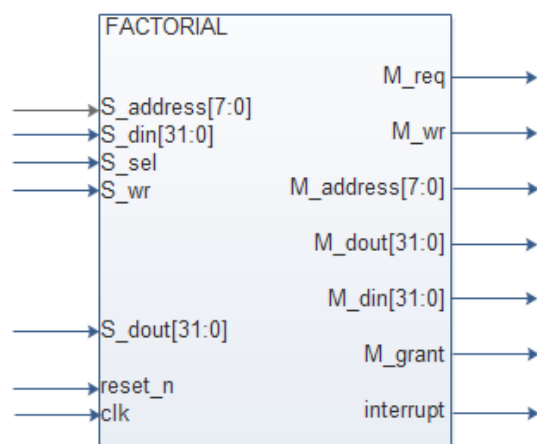 FACTORIAL
M_req
S_address[7:0]
S_din[31:0]
M_wr
S_sel
S_wr
M_address[7:0]
M_dout[31:0]
M_din[31:0]
S_dout[31:0]
M_grant
reset_n
clk
interrupt